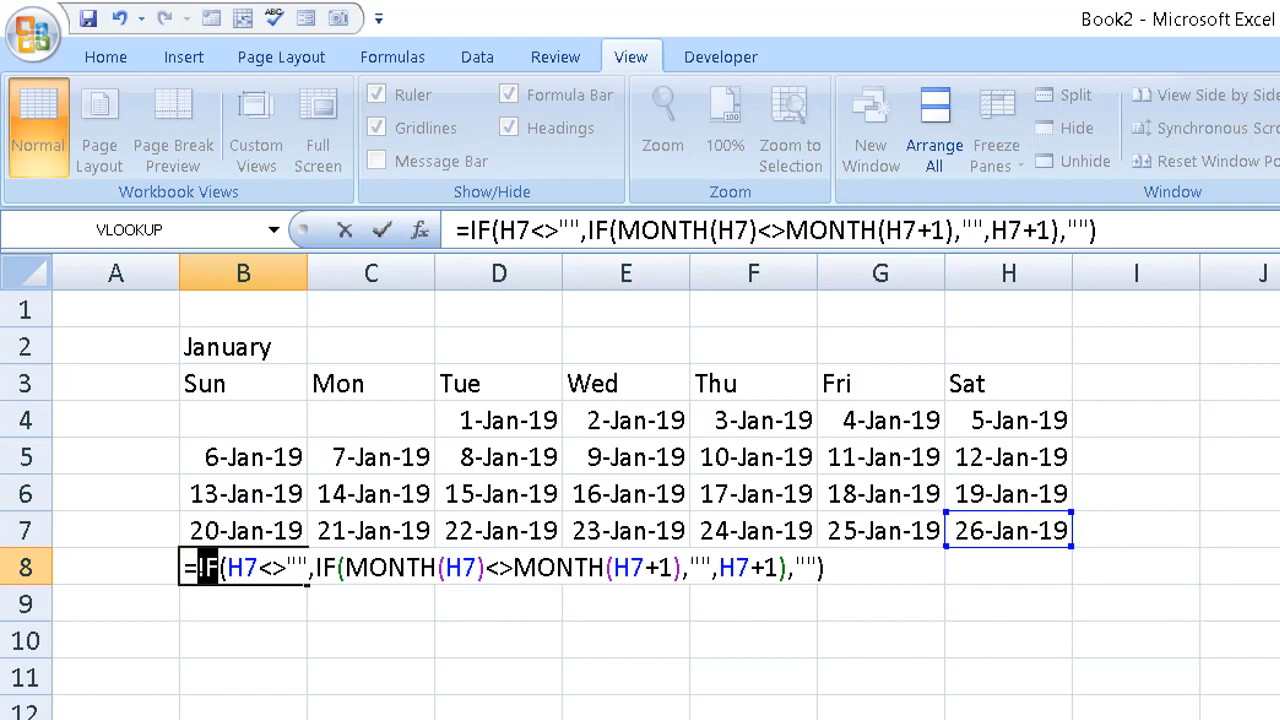 Book2 - Microsoft Excel
Home Insert Page Layout Formulas Data Review View Developer
Normal Page Layout Page Break Preview Custom Views Full Screen
Ruler Formula Bar
Gridlines Headings
Message Bar
Zoom 100% Zoom to Selection
New Window Arrange All Freeze Panes
Split
Hide
Unhide
View Side by Side
Synchronous Scro
Reset Window Po
Workbook Views Show/Hide Zoom Window
VLOOKUP fx =IF(H7<>"",IF(MONTH(H7)<>MONTH(H7+1),"",H7+1),"")
A B C D E F G H I J
1
2 January
3 Sun Mon Tue Wed Thu Fri Sat
4 1-Jan-19 2-Jan-19 3-Jan-19 4-Jan-19 5-Jan-19
5 6-Jan-19 7-Jan-19 8-Jan-19 9-Jan-19 10-Jan-19 11-Jan-19 12-Jan-19
6 13-Jan-19 14-Jan-19 15-Jan-19 16-Jan-19 17-Jan-19 18-Jan-19 19-Jan-19
7 20-Jan-19 21-Jan-19 22-Jan-19 23-Jan-19 24-Jan-19 25-Jan-19 26-Jan-19
8 =IF(H7<>"",IF(MONTH(H7)<>MONTH(H7+1),"",H7+1),"")
9
10
11
12